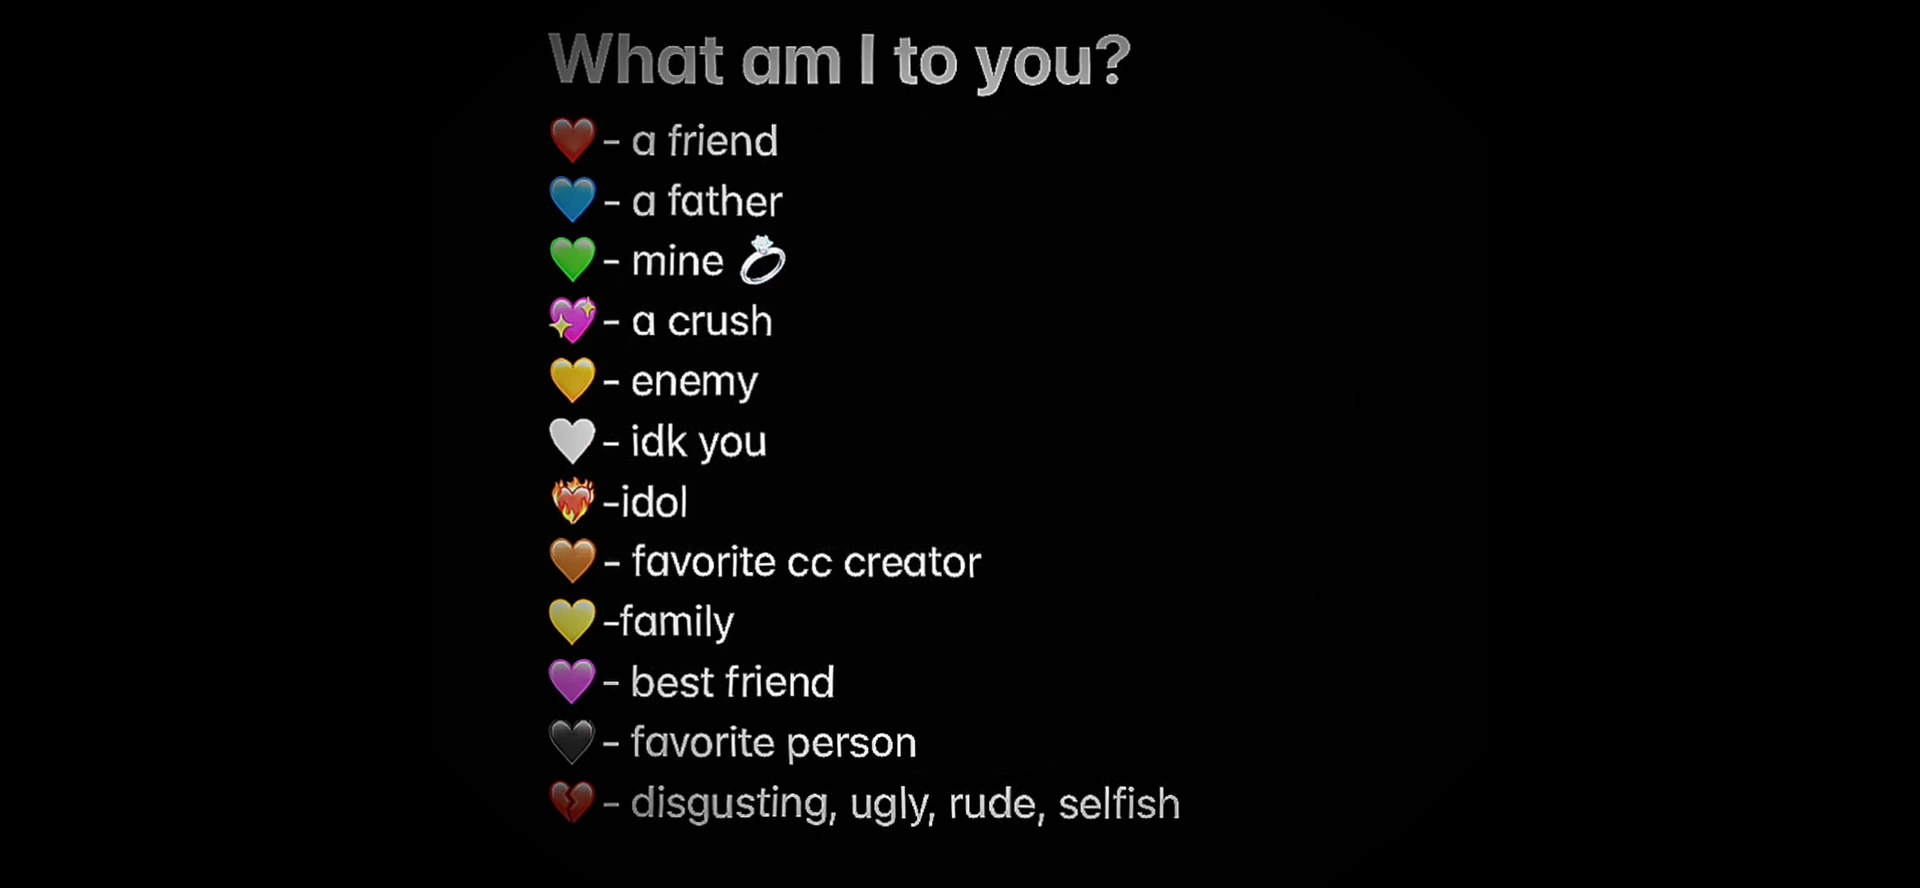 What am I to you?
❤️- a friend
💙- a father
💚- mine 💍
💖- a crush
💛- enemy
🤍- idk you
❤️‍🔥-idol
🤎- favorite cc creator
💛-family
💜- best friend
🖤- favorite person
💔- disgusting, ugly, rude, selfish